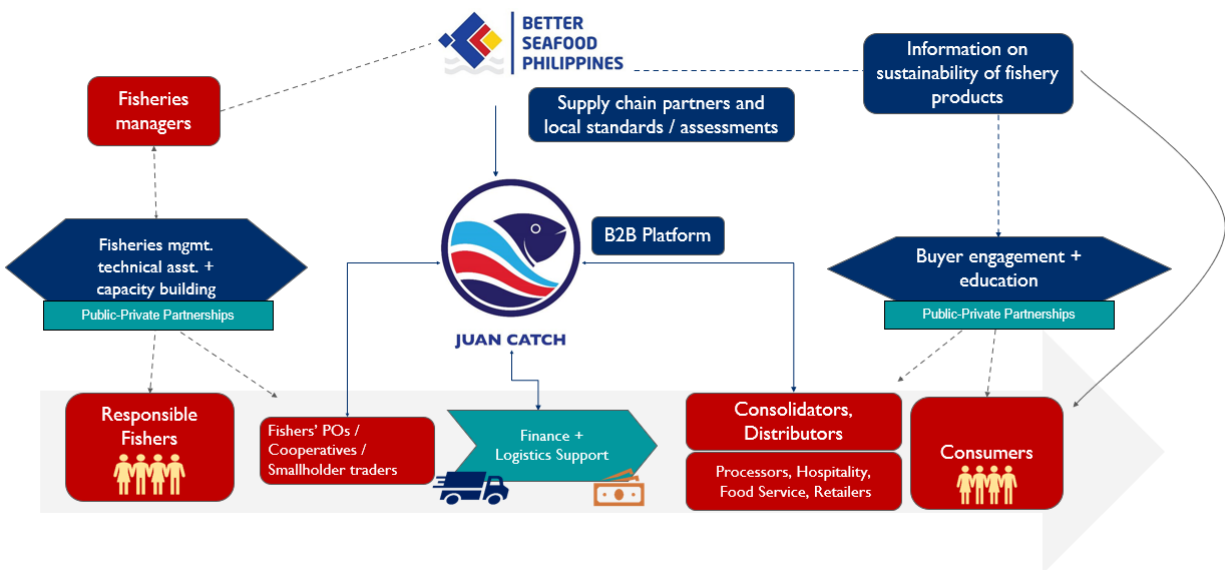 BETTER
SEAFOOD
PHILIPPINES
Information on
sustainability of fishery
products
Fisheries
managers
Supply chain partners and
local standards / assessments
B2B Platform
Fisheries mgmt.
technical asst. +
capacity building
Public-Private Partnerships
Buyer engagement +
education
Public-Private Partnerships
JUAN CATCH
Responsible
Fishers
Fishers' POs /
Cooperatives /
Smallholder traders
Finance +
Logistics Support
Consolidators,
Distributors
Processors, Hospitality,
Food Service, Retailers
Consumers